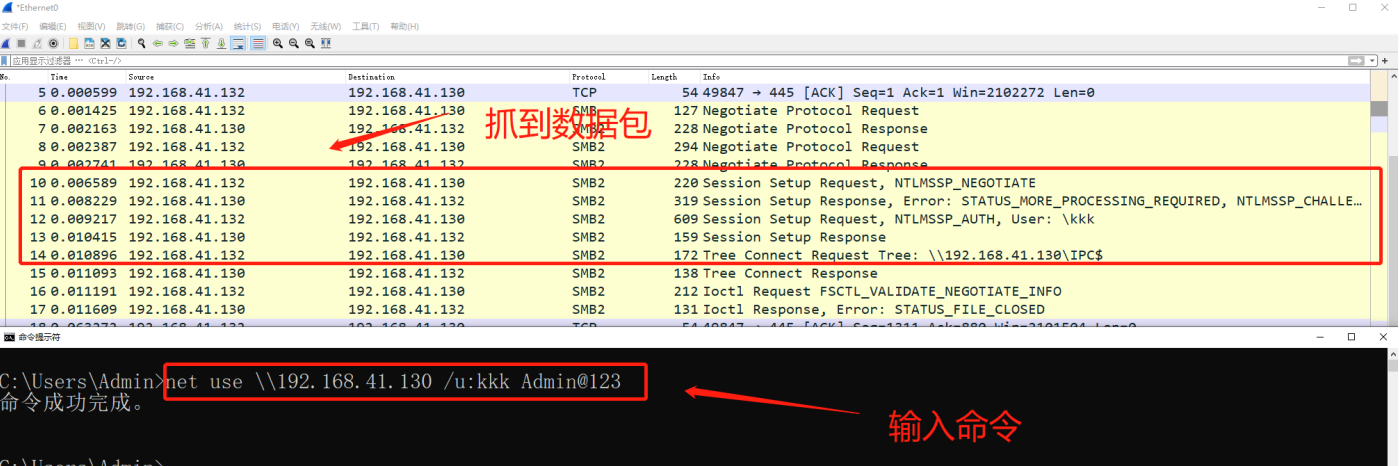 *Ethernet0
文件(F) 编辑(E) 视图(V) 跳转(G) 捕获(C) 分析(A) 统计(S) 电话(Y) 无线(W) 工具(T) 帮助(H)
应用显示过滤器 … <Ctrl-/>
No. Time Source Destination Protocol Length Info
5 0.000599 192.168.41.132 192.168.41.130 TCP 54 49847 → 445 [ACK] Seq=1 Ack=1 Win=2102272 Len=0
6 0.001425 192.168.41.132 192.168.41.130 SMB 127 Negotiate Protocol Request
7 0.002163 192.168.41.130 192.168.41.132 SMB2 228 Negotiate Protocol Response
8 0.002387 192.168.41.132 192.168.41.130 SMB2 294 Negotiate Protocol Request
9 0.002741 192.168.41.130 192.168.41.132 SMB2 228 Negotiate Protocol Response
抓到数据包
10 0.006589 192.168.41.132 192.168.41.130 SMB2 220 Session Setup Request, NTLMSSP_NEGOTIATE
11 0.008229 192.168.41.130 192.168.41.132 SMB2 319 Session Setup Response, Error: STATUS_MORE_PROCESSING_REQUIRED, NTLMSSP_CHALLE…
12 0.009217 192.168.41.132 192.168.41.130 SMB2 609 Session Setup Request, NTLMSSP_AUTH, User: \kkk
13 0.010415 192.168.41.130 192.168.41.132 SMB2 159 Session Setup Response
14 0.010896 192.168.41.132 192.168.41.130 SMB2 172 Tree Connect Request Tree: \\192.168.41.130\IPC$
15 0.011093 192.168.41.130 192.168.41.132 SMB2 138 Tree Connect Response
16 0.011191 192.168.41.132 192.168.41.130 SMB2 212 Ioctl Request FSCTL_VALIDATE_NEGOTIATE_INFO
17 0.011609 192.168.41.130 192.168.41.132 SMB2 131 Ioctl Response, Error: STATUS_FILE_CLOSED
18 0.063272 192.168.41.132 192.168.41.130 TCP 54 49847 → 445 [ACK] Seq=1311 Ack=880 Win=2101504 Len=0
命令提示符
C:\Users\Admin>net use \\192.168.41.130 /u:kkk Admin@123
命令成功完成。
输入命令
C:\Users\Admin>